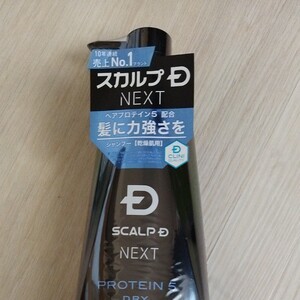 10年連続
売上No.1
スカルプD
NEXT
ヘアプロテイン5 配合
髪に力強さを
シャンプー[乾燥肌用]
D
CLINI
D
SCALP D
NEXT
PROTEIN 5
DRY